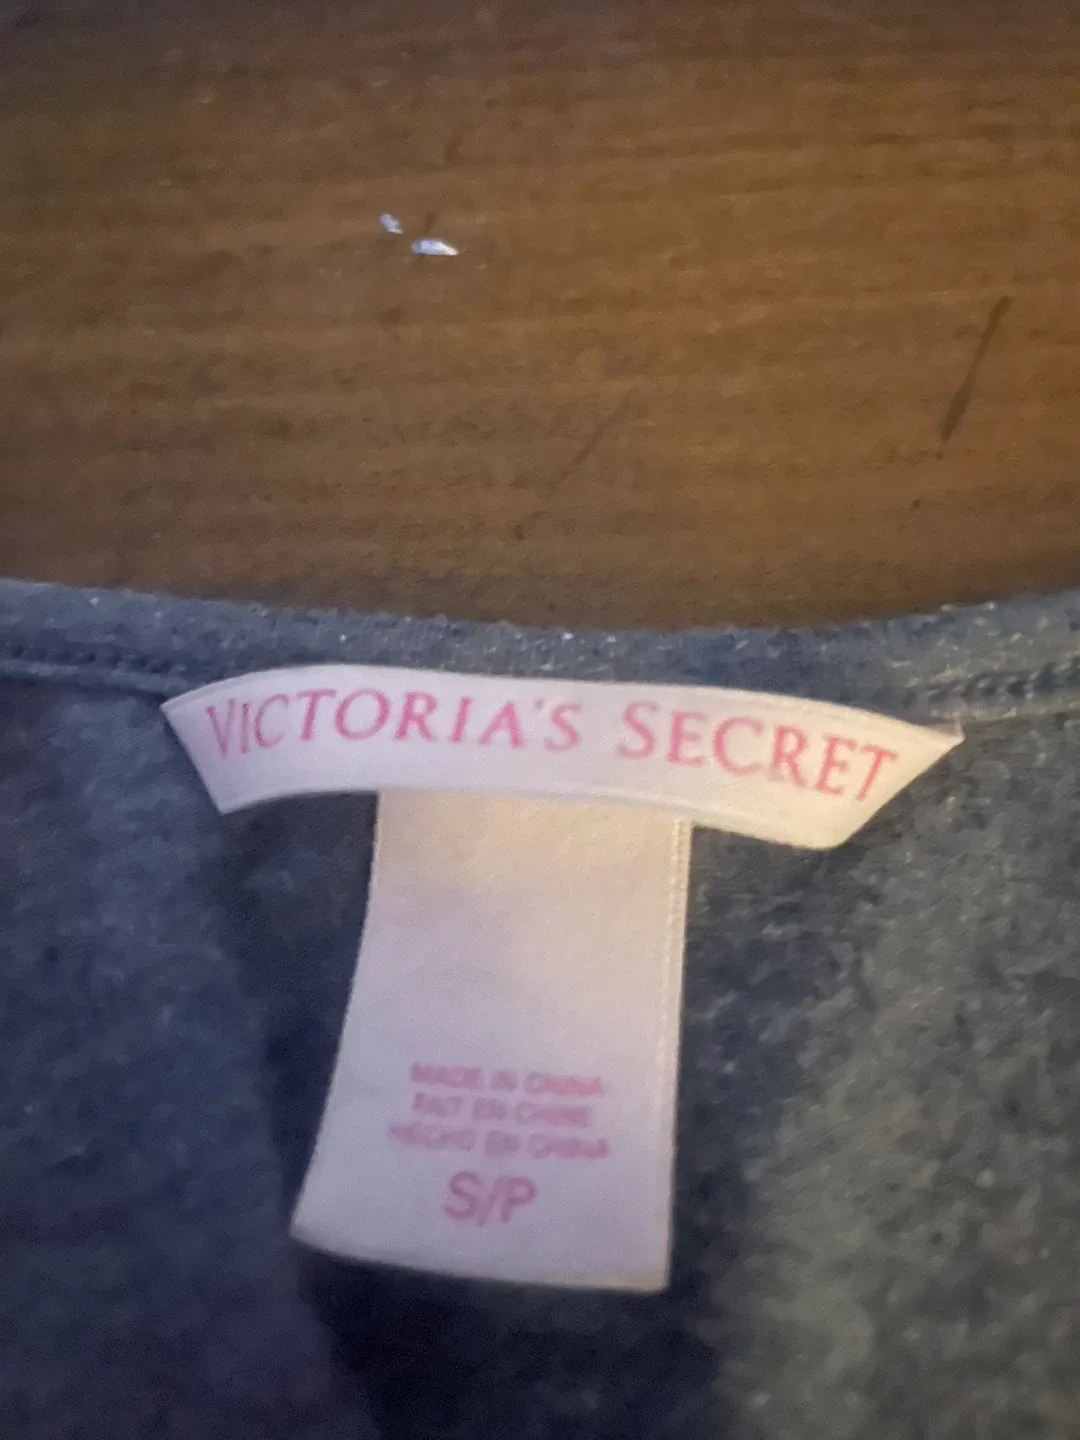 VICTORIA'S SECRET
MADE IN CHINA
FAIT EN CHINE
HECHO EN CHINA
S/P